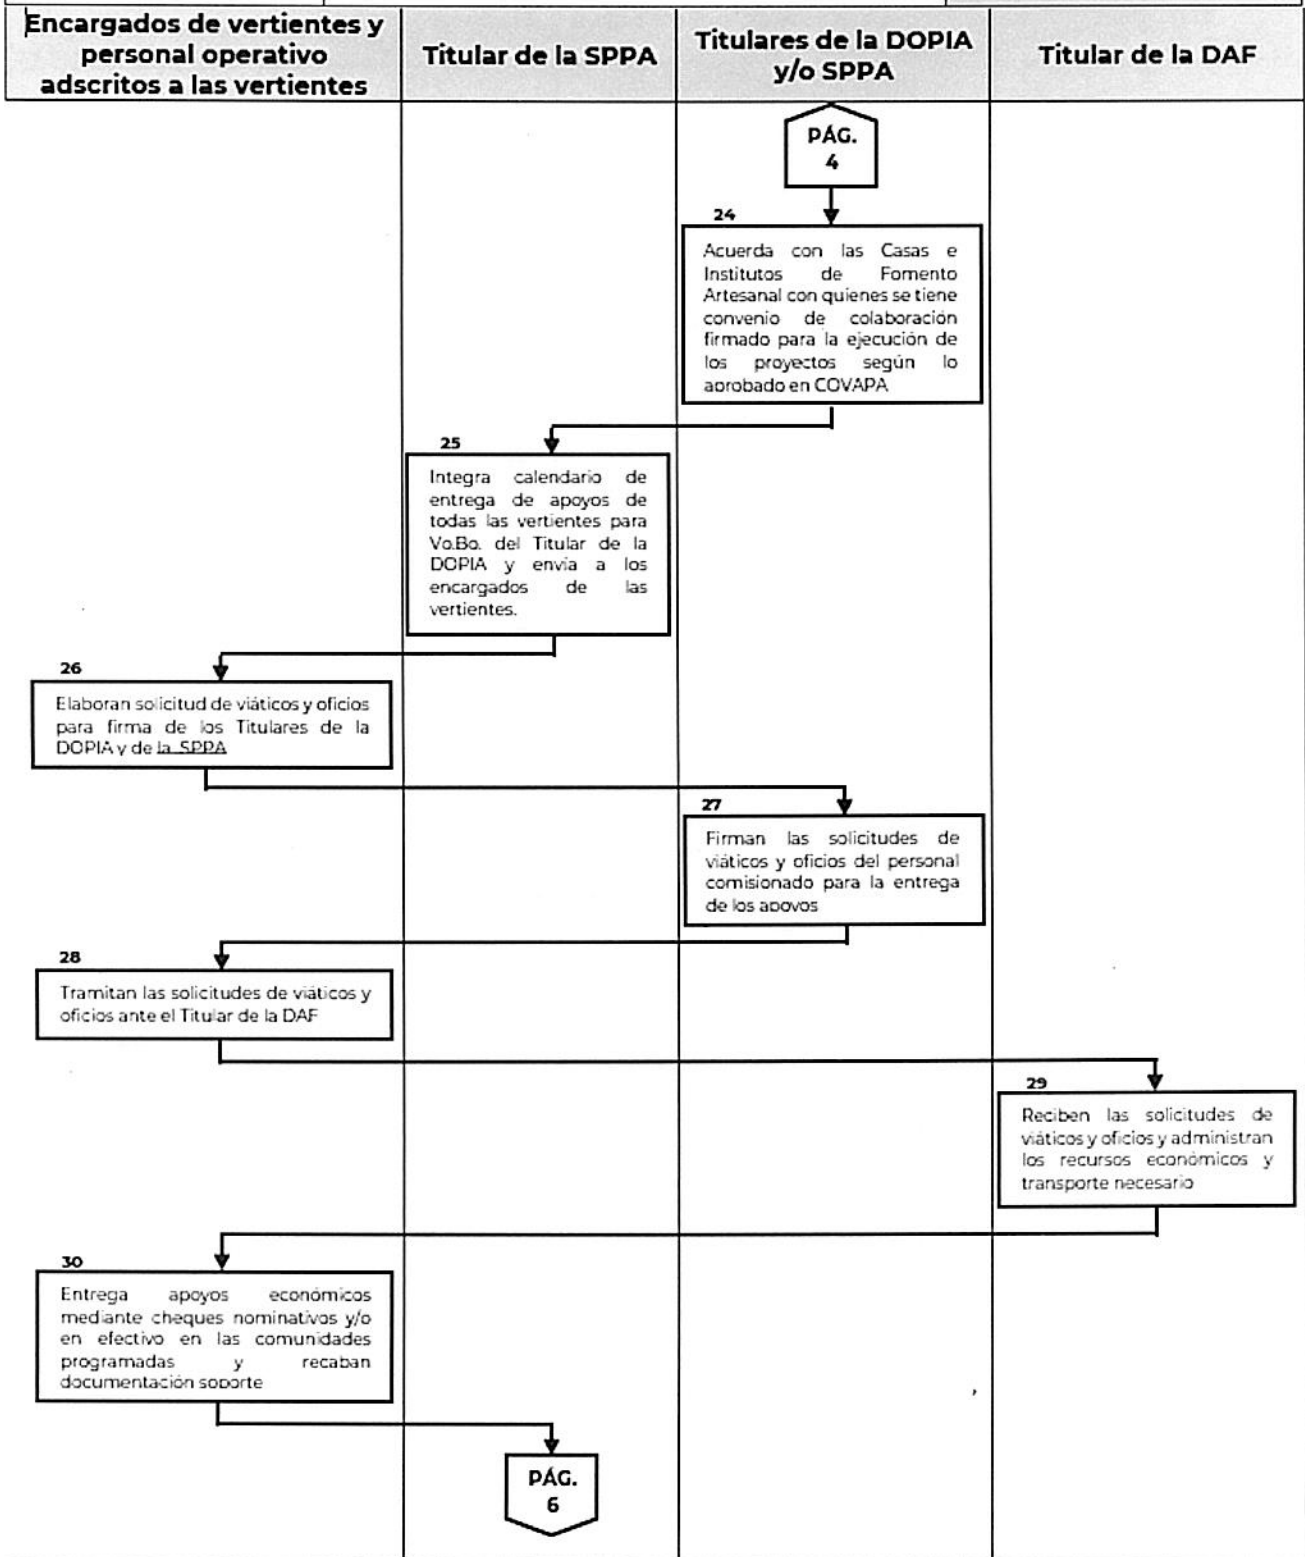 Encargados de vertientes y
personal operativo
adscritos a las vertientes
Titular de la SPPA
Titulares de la DOPIA
y/o SPPA
Titular de la DAF
PÁG.
4
24
Acuerda con las Casas e
Institutos de Fomento
Artesanal con quienes se tiene
convenio de colaboración
firmado para la ejecución de
los proyectos según lo
aprobado en COVAPA
25
Integra calendario de
entrega de apoyos de
todas las vertientes para
Vo.Bo. del Titular de la
DOPIA y envía a los
encargados de las
vertientes.
26
Elaboran solicitud de viáticos y oficios
para firma de los Titulares de la
DOPIA y de la SPPA
27
Firman las solicitudes de
viáticos y oficios del personal
comisionado para la entrega
de los apoyos
28
Tramitan las solicitudes de viáticos y
oficios ante el Titular de la DAF
29
Reciben las solicitudes de
viáticos y oficios y administran
los recursos económicos y
transporte necesario
30
Entrega apoyos económicos
mediante cheques nominativos y/o
en efectivo en las comunidades
programadas y recaban
documentación soporte
PÁG.
6